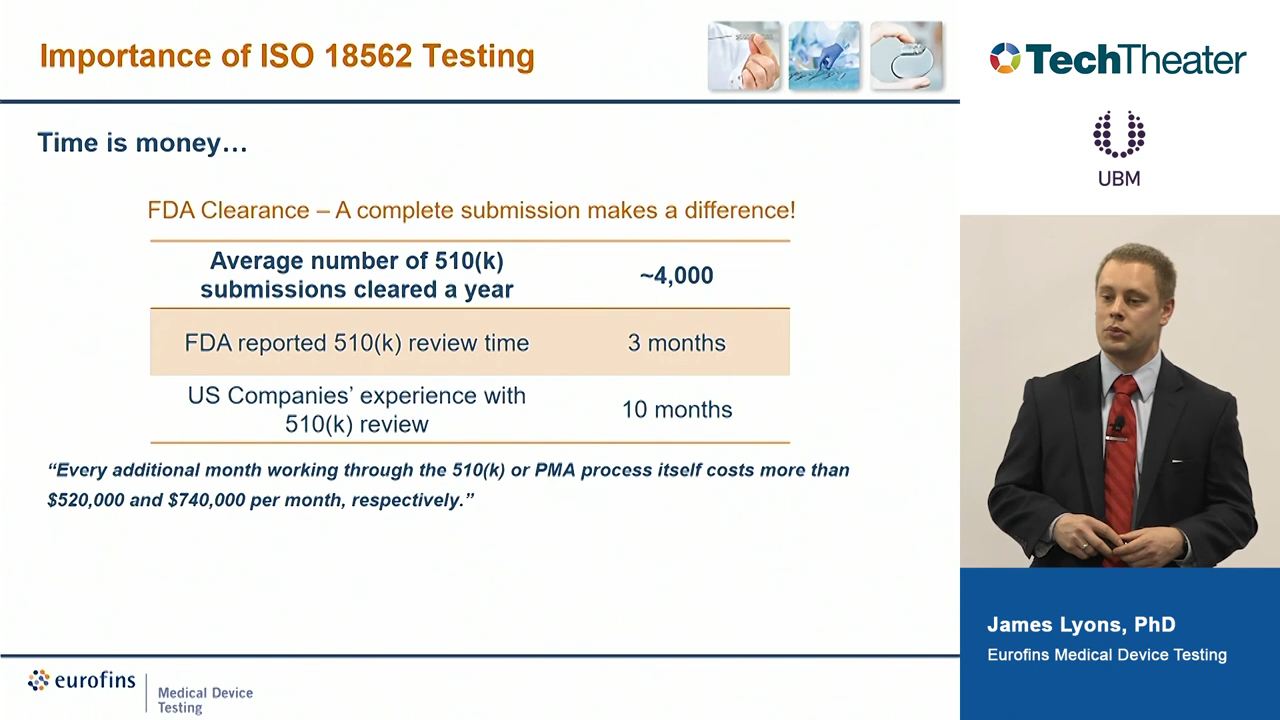 Importance of ISO 18562 Testing
Time is money…
FDA Clearance – A complete submission makes a difference!
Average number of 510(k)
submissions cleared a year
~4,000
FDA reported 510(k) review time
3 months
US Companies’ experience with
510(k) review
10 months
“Every additional month working through the 510(k) or PMA process itself costs more than
$520,000 and $740,000 per month, respectively.”
eurofins
Medical Device
Testing
TechTheater
UBM
James Lyons, PhD
Eurofins Medical Device Testing